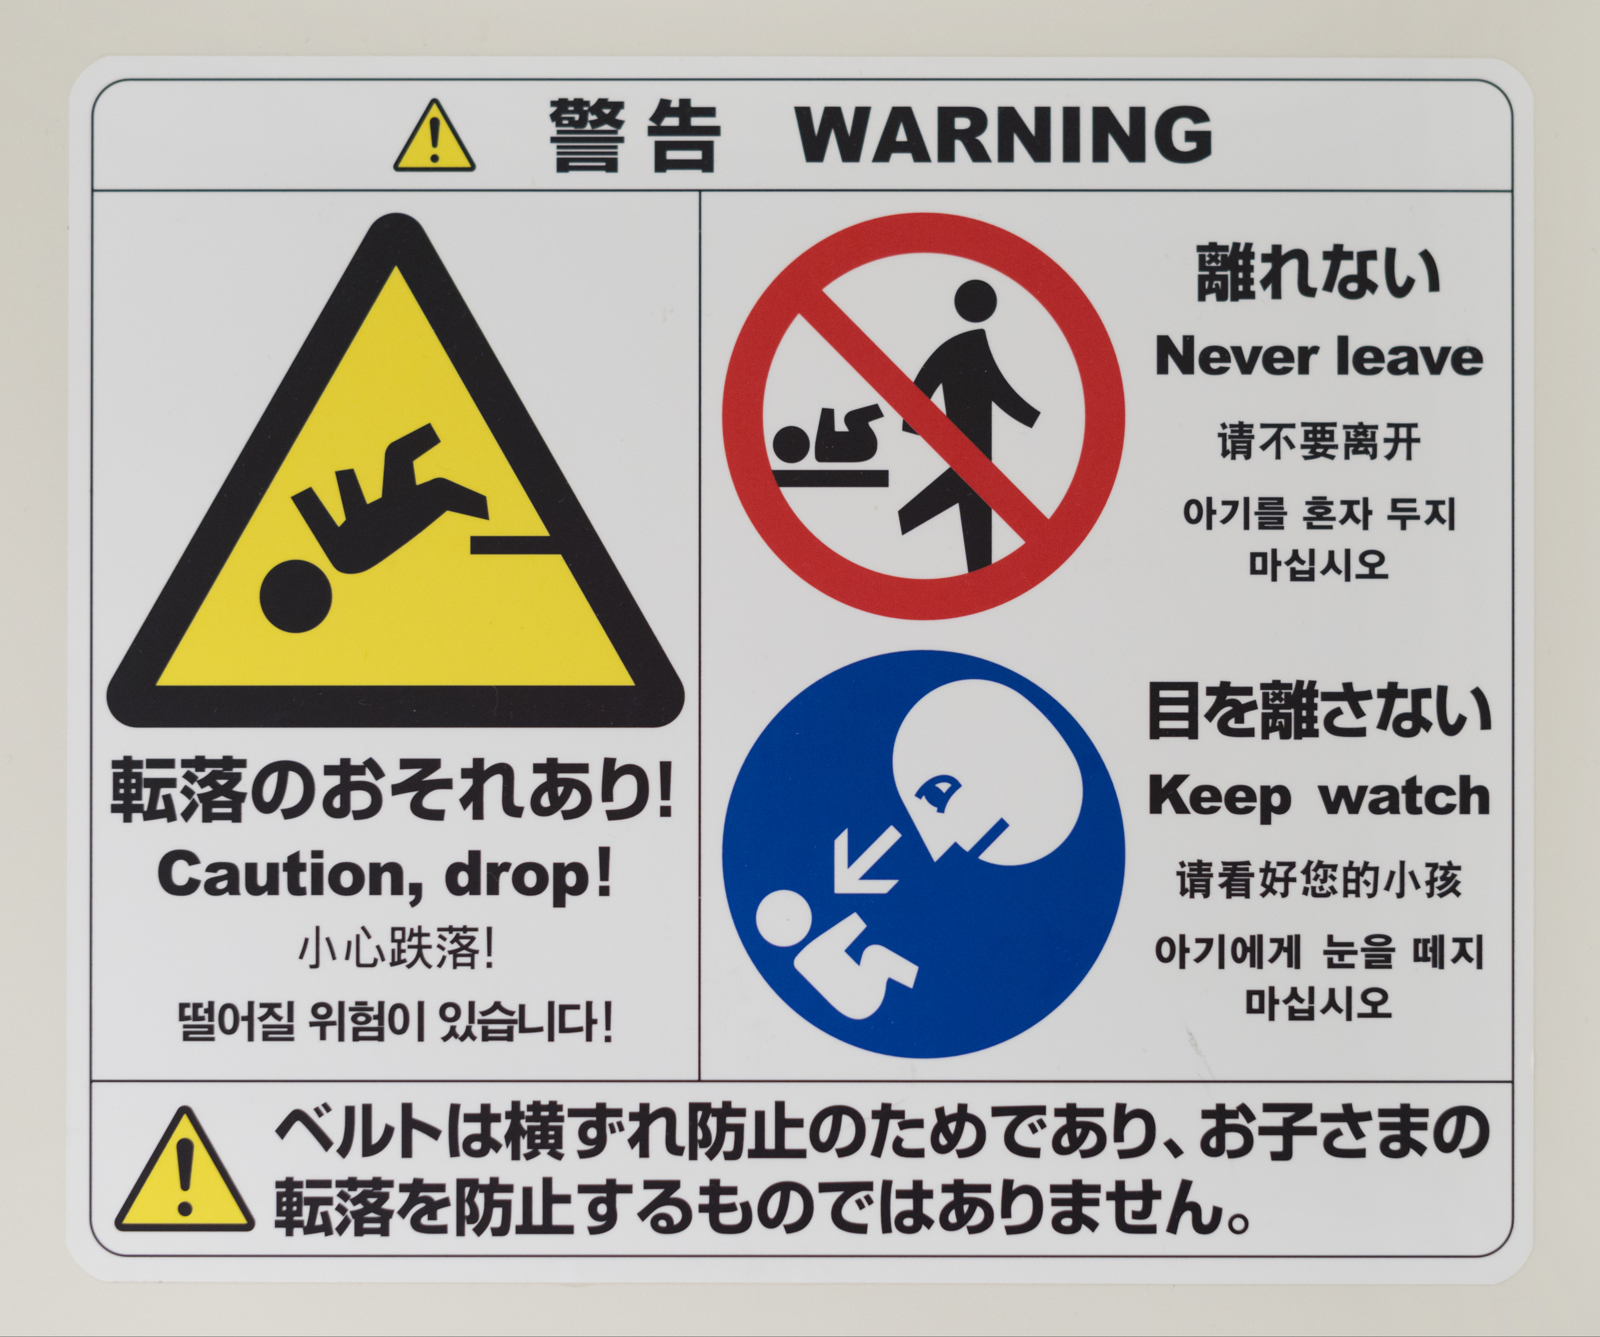 警告 WARNING
転落のおそれあり!
Caution, drop!
小心跌落!
떨어질 위험이 있습니다!
離れない
Never leave
请不要离开
아기를 혼자 두지
마십시오
目を離さない
Keep watch
请看好您的小孩
아기에게 눈을 떼지
마십시오
ベルトは横ずれ防止のためであり、お子さまの
転落を防止するものではありません。